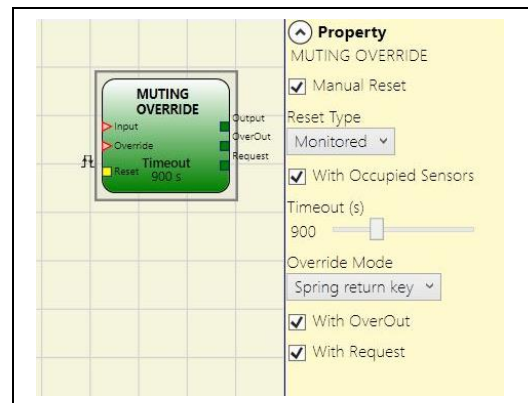 MUTING
OVERRIDE
Input
Override
Reset
Timeout
900 s
Output
OverOut
Request
Property
MUTING OVERRIDE
Manual Reset
Reset Type
Monitored
With Occupied Sensors
Timeout (s)
900
Override Mode
Spring return key
With OverOut
With Request